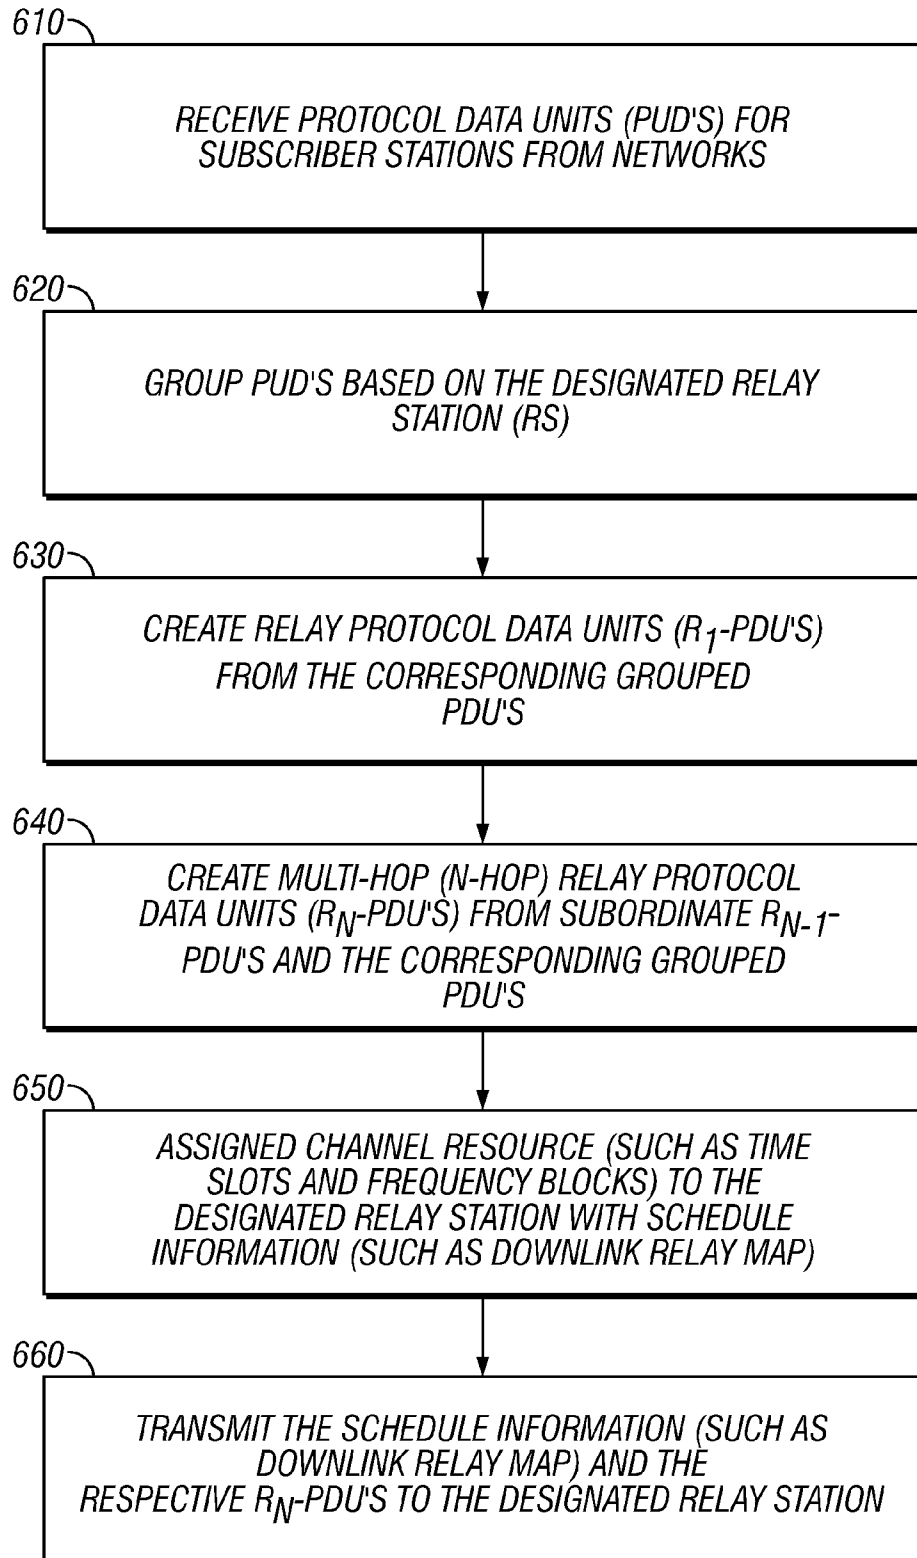 610
RECEIVE PROTOCOL DATA UNITS (PUD'S) FOR
SUBSCRIBER STATIONS FROM NETWORKS
620
GROUP PUD'S BASED ON THE DESIGNATED RELAY
STATION (RS)
630
CREATE RELAY PROTOCOL DATA UNITS (R1-PDU'S)
FROM THE CORRESPONDING GROUPED
PDU'S
640
CREATE MULTI-HOP (N-HOP) RELAY PROTOCOL
DATA UNITS (RN-PDU'S) FROM SUBORDINATE RN-1-
PDU'S AND THE CORRESPONDING GROUPED
PDU'S
650
ASSIGNED CHANNEL RESOURCE (SUCH AS TIME
SLOTS AND FREQUENCY BLOCKS) TO THE
DESIGNATED RELAY STATION WITH SCHEDULE
INFORMATION (SUCH AS DOWNLINK RELAY MAP)
660
TRANSMIT THE SCHEDULE INFORMATION (SUCH AS
DOWNLINK RELAY MAP) AND THE
RESPECTIVE RN-PDU'S TO THE DESIGNATED RELAY STATION